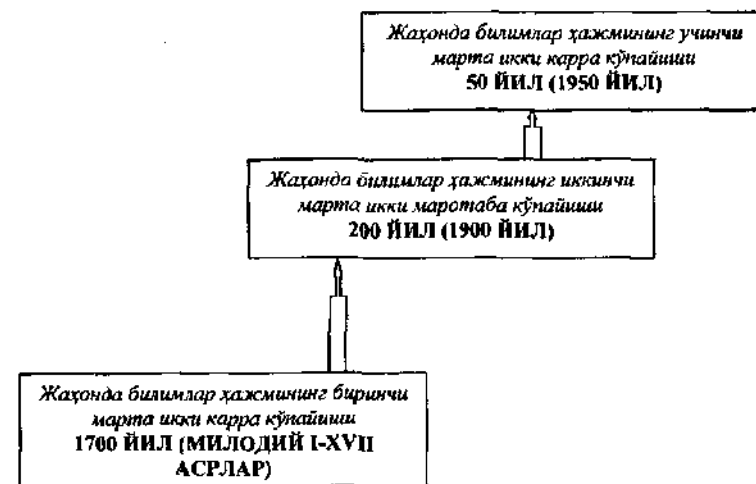 Жаҳонда билимлар ҳажмининг учинчи
марта икки карра кўпайиши
50 ЙИЛ (1950 ЙИЛ)
Жаҳонда билимлар ҳажмининг иккинчи
марта икки маротаба кўпайиши
200 ЙИЛ (1900 ЙИЛ)
Жаҳонда билимлар ҳажмининг биринчи
марта икки карра кўпайиши
1700 ЙИЛ (МИЛОДИЙ I-XVII
АСРЛАР)